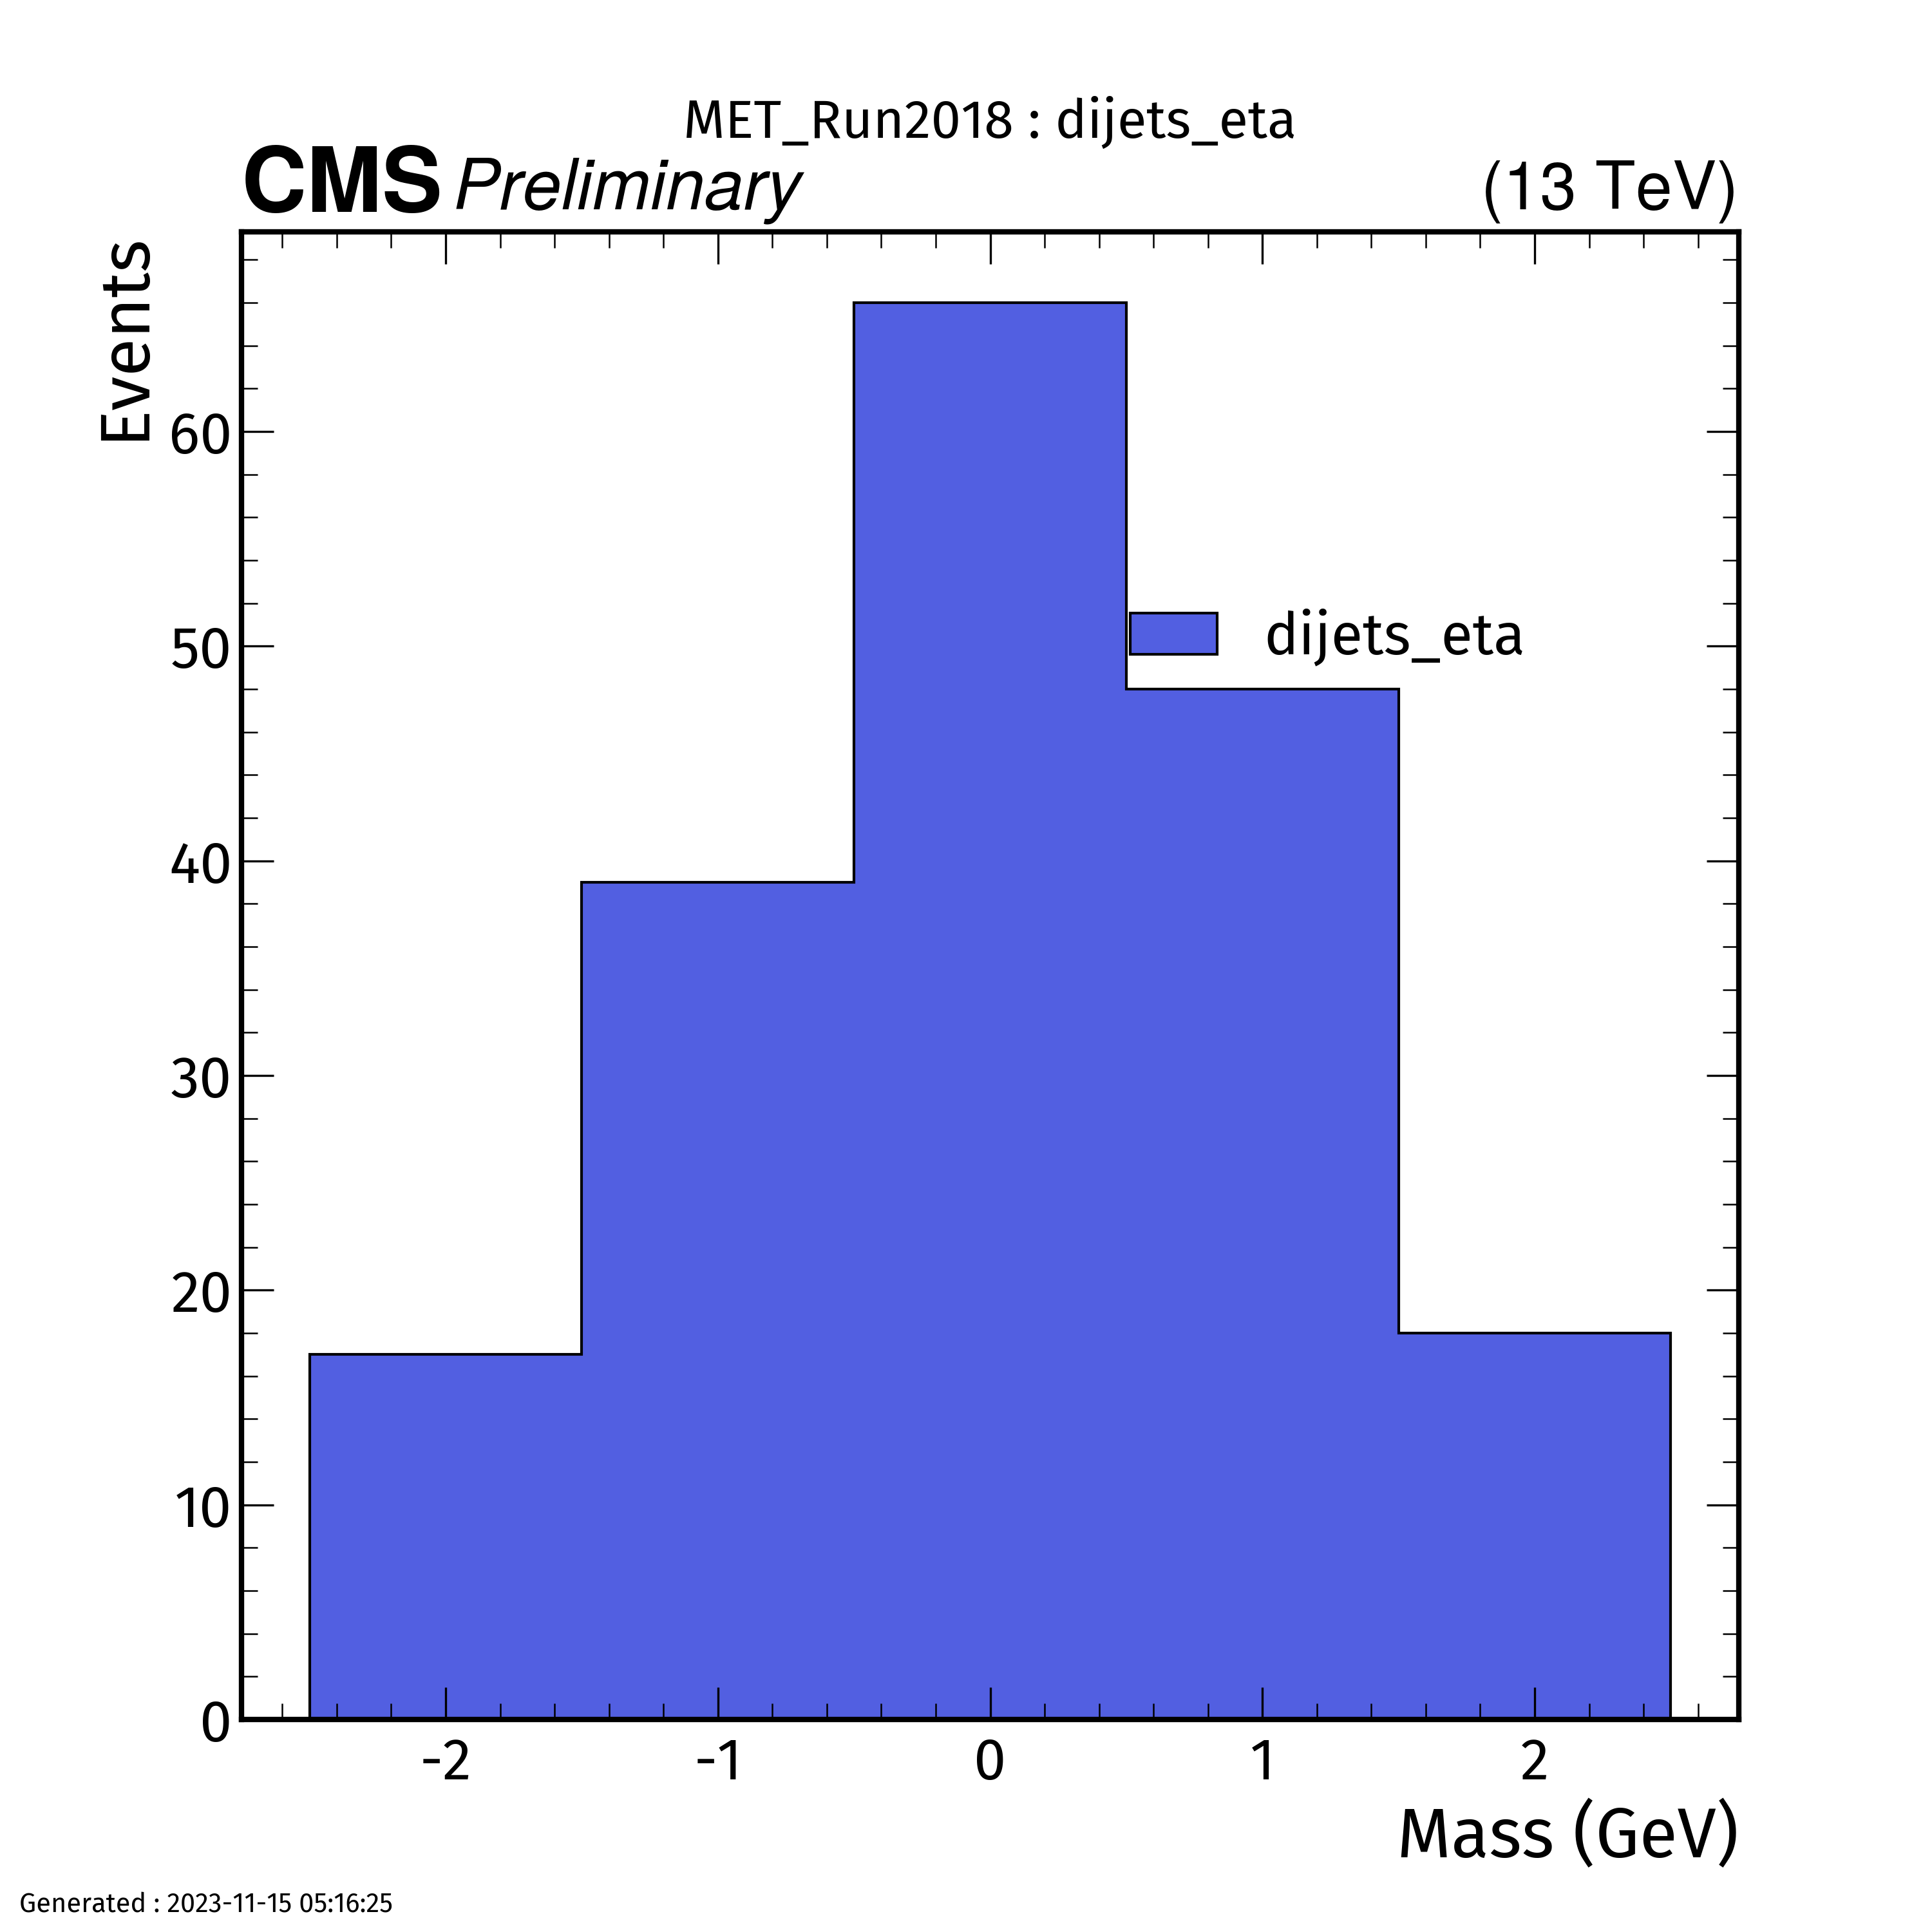 MET_Run2018 : dijets_eta
CMS Preliminary (13 TeV)
Events
60
50
40
30
20
10
0
dijets_eta
-2 -1 0 1 2
Mass (GeV)
Generated : 2023-11-15 05:16:25